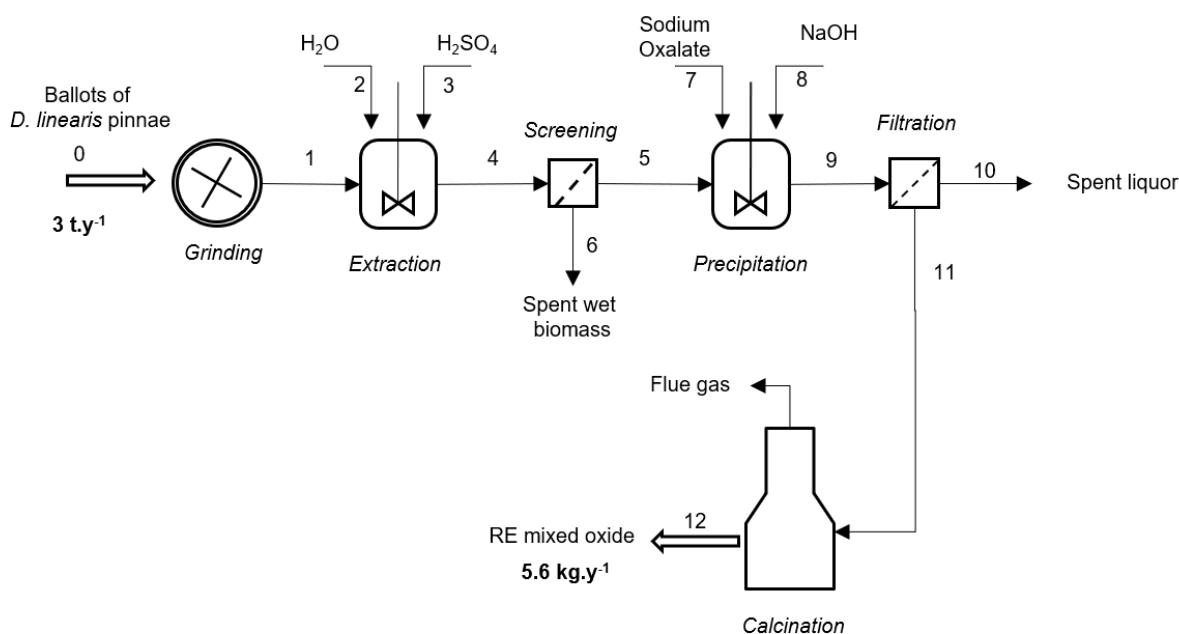 H₂O
H₂SO₄
Sodium
Oxalate
NaOH
2
3
7
8
Ballots of
D. linearis pinnae
Screening
Filtration
0
1
4
5
9
10
Spent liquor
3 t.y⁻¹
Grinding
Extraction
6
Precipitation
11
Spent wet
biomass
Flue gas
12
RE mixed oxide
5.6 kg.y⁻¹
Calcination